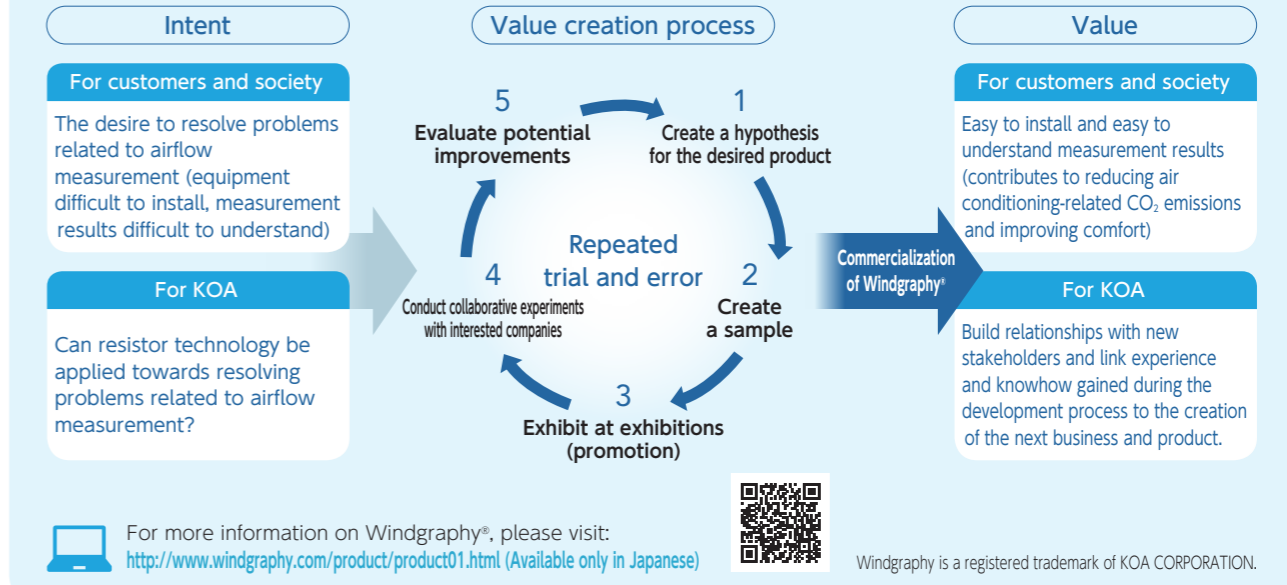 Intent
For customers and society
The desire to resolve problems
related to airflow
measurement (equipment
difficult to install, measurement
results difficult to understand)
For KOA
Can resistor technology be
applied towards resolving
problems related to airflow
measurement?
Value creation process
1
Create a hypothesis
for the desired product
2
Create
a sample
3
Exhibit at exhibitions
(promotion)
4
Conduct collaborative experiments
with interested companies
5
Evaluate potential
improvements
Repeated
trial and error
Commercialization
of Windgraphy®
Value
For customers and society
Easy to install and easy to
understand measurement results
(contributes to reducing air
conditioning-related CO₂ emissions
and improving comfort)
For KOA
Build relationships with new
stakeholders and link experience
and knowhow gained during the
development process to the creation
of the next business and product.
For more information on Windgraphy®, please visit:
http://www.windgraphy.com/product/product01.html (Available only in Japanese)
Windgraphy is a registered trademark of KOA CORPORATION.